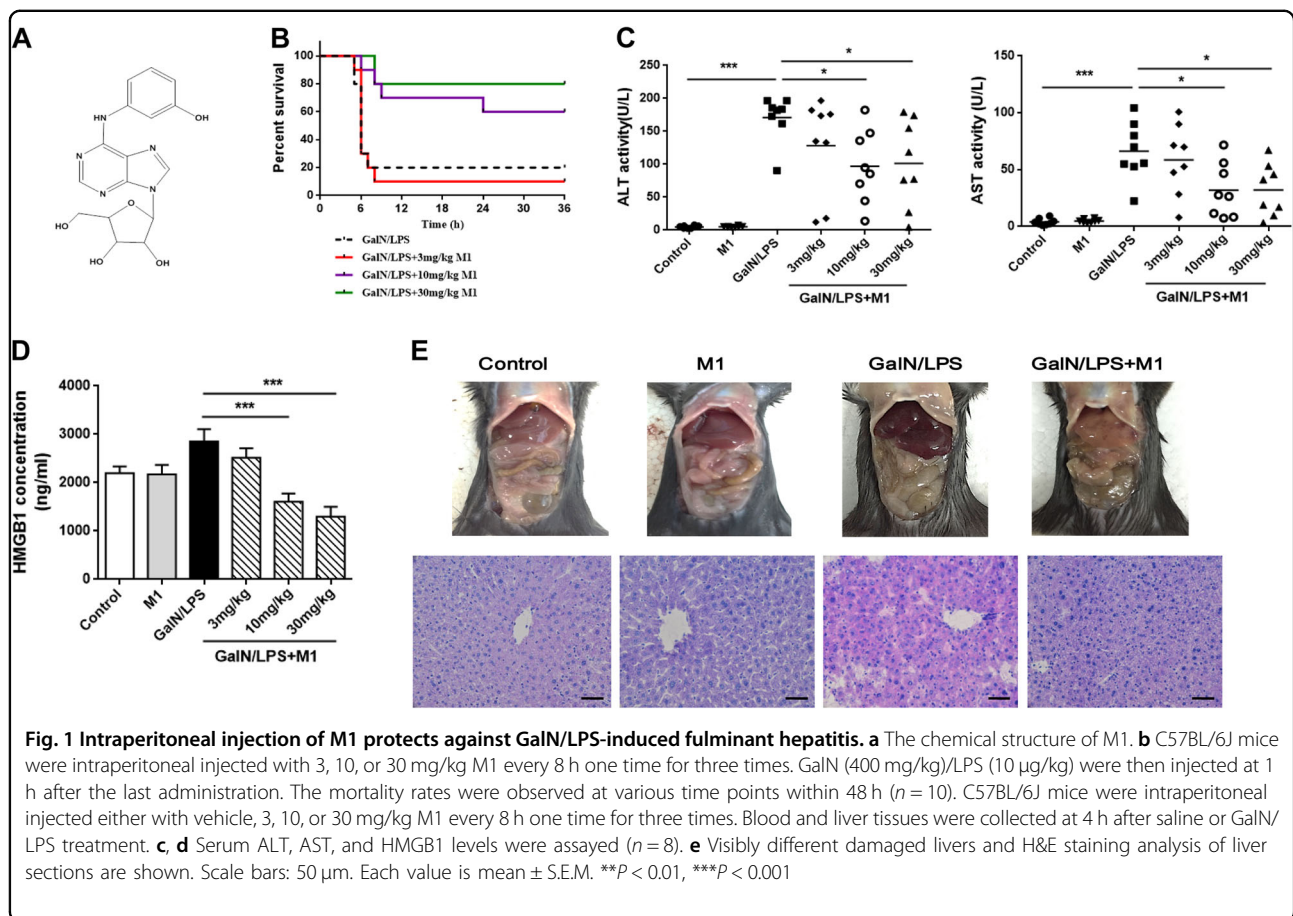 A
HN
OH
N
N
N
N
HO
O
HO
OH
B
Percent survival
100
80
60
40
20
0
0 6 12 18 24 30 36
Time (h)
GalN/LPS
GalN/LPS+3mg/kg M1
GalN/LPS+10mg/kg M1
GalN/LPS+30mg/kg M1
C
ALT activity(U/L)
250
200
150
100
50
0
***
*
*
Control
M1
GalN/LPS
3mg/kg
10mg/kg
30mg/kg
GalN/LPS+M1
AST activity (U/L)
150
100
50
0
***
*
*
Control
M1
GalN/LPS
3mg/kg
10mg/kg
30mg/kg
GalN/LPS+M1
D
HMGB1 concentration
(ng/ml)
4000
3000
2000
1000
0
***
***
Control
M1
GalN/LPS
3mg/kg
10mg/kg
30mg/kg
GalN/LPS+M1
E
Control M1 GalN/LPS GalN/LPS+M1
Fig. 1 Intraperitoneal injection of M1 protects against GalN/LPS-induced fulminant hepatitis. a The chemical structure of M1. b C57BL/6J mice
were intraperitoneal injected with 3, 10, or 30 mg/kg M1 every 8 h one time for three times. GalN (400 mg/kg)/LPS (10 μg/kg) were then injected at 1
h after the last administration. The mortality rates were observed at various time points within 48 h (n = 10). C57BL/6J mice were intraperitoneal
injected either with vehicle, 3, 10, or 30 mg/kg M1 every 8 h one time for three times. Blood and liver tissues were collected at 4 h after saline or GalN/
LPS treatment. c, d Serum ALT, AST, and HMGB1 levels were assayed (n = 8). e Visibly different damaged livers and H&E staining analysis of liver
sections are shown. Scale bars: 50 μm. Each value is mean ± S.E.M. **P < 0.01, ***P < 0.001